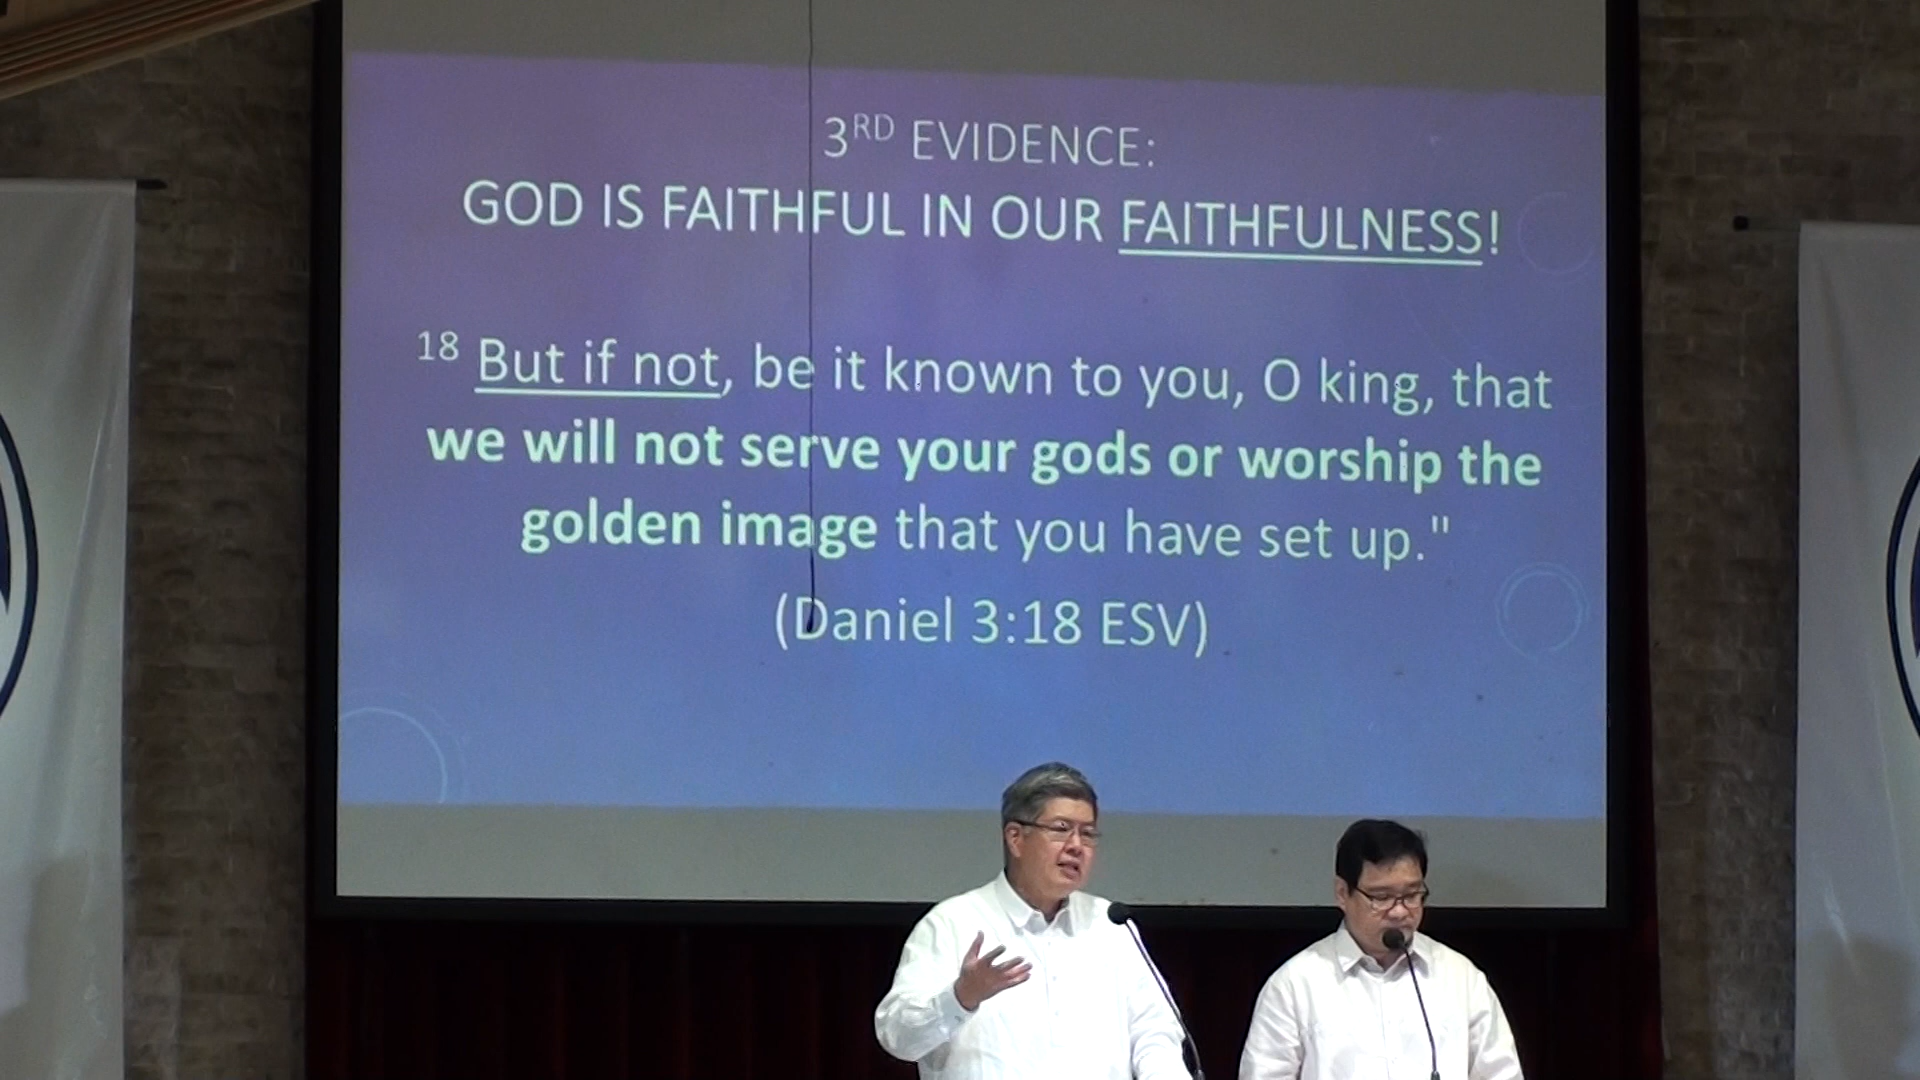 3RD EVIDENCE:
GOD IS FAITHFUL IN OUR FAITHFULNESS!
18 But if not, be it known to you, O king, that
we will not serve your gods or worship the
golden image that you have set up."
(Daniel 3:18 ESV)